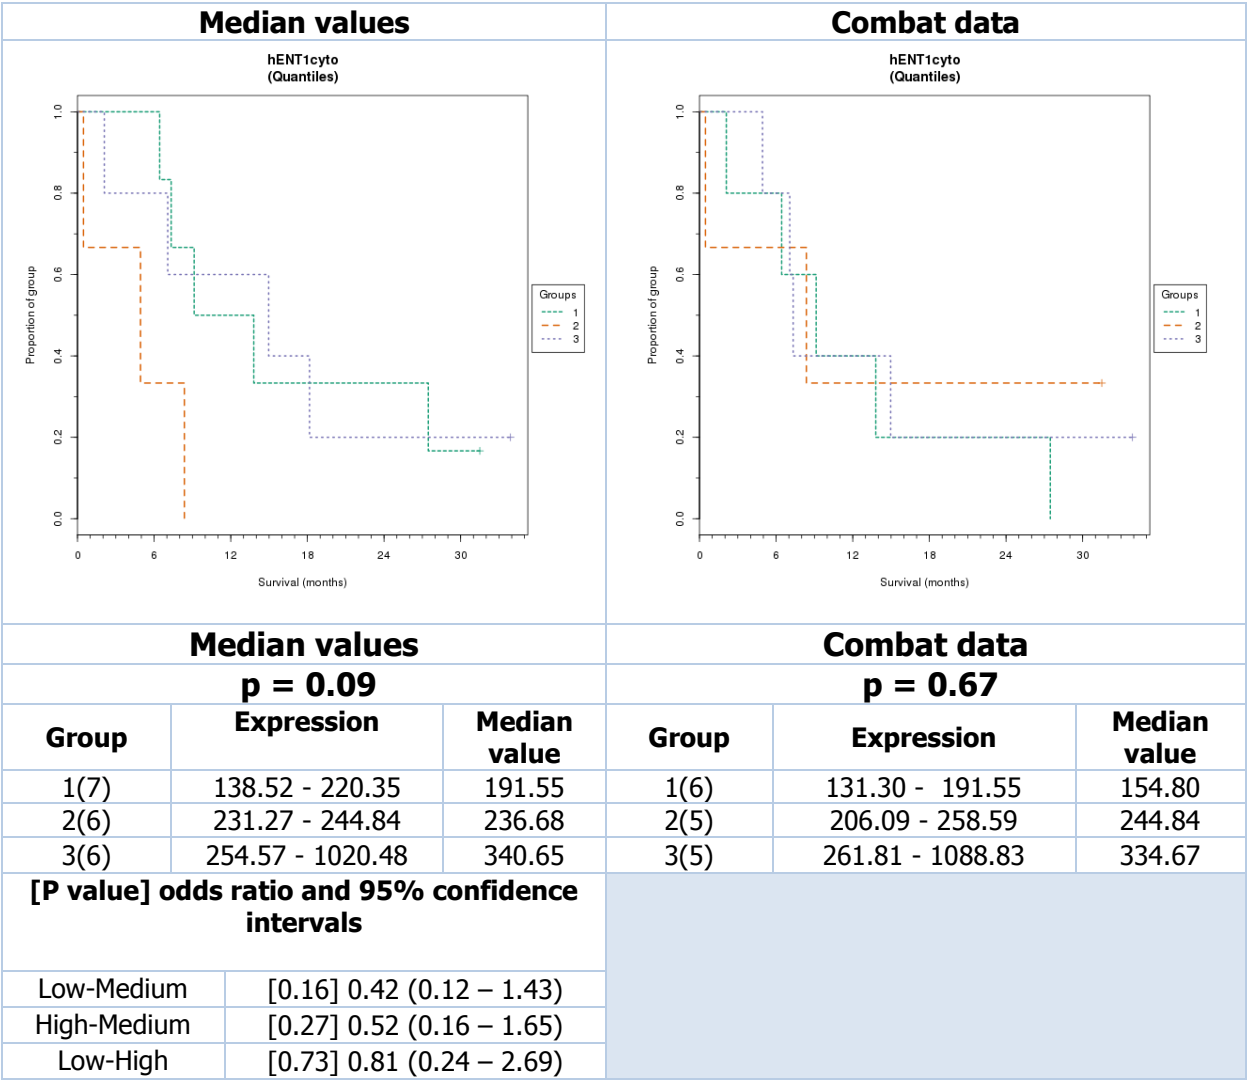 Median values
Combat data
hENT1cyto
(Quantiles)
1.0
0.8
0.6
0.4
0.2
0.0
Proportion of group
0 6 12 18 24 30
Survival (months)
Groups
1
2
3
hENT1cyto
(Quantiles)
1.0
0.8
0.6
0.4
0.2
0.0
Proportion of group
0 6 12 18 24 30
Survival (months)
Groups
1
2
3
Median values
Combat data
p = 0.09
p = 0.67
Group Expression Median value Group Expression Median value
1(7) 138.52 - 220.35 191.55 1(6) 131.30 - 191.55 154.80
2(6) 231.27 - 244.84 236.68 2(5) 206.09 - 258.59 244.84
3(6) 254.57 - 1020.48 340.65 3(5) 261.81 - 1088.83 334.67
[P value] odds ratio and 95% confidence
intervals
Low-Medium [0.16] 0.42 (0.12 – 1.43)
High-Medium [0.27] 0.52 (0.16 – 1.65)
Low-High [0.73] 0.81 (0.24 – 2.69)